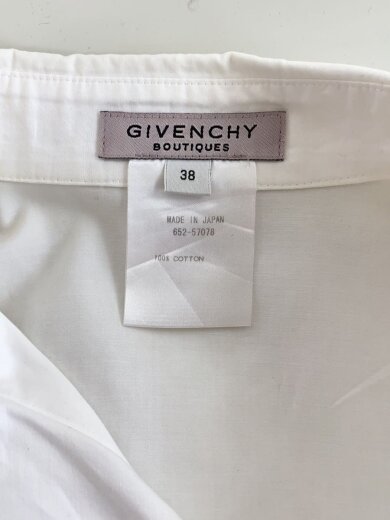 GIVENCHY
BOUTIQUES
38
MADE IN JAPAN
652-57078
100% COTTON